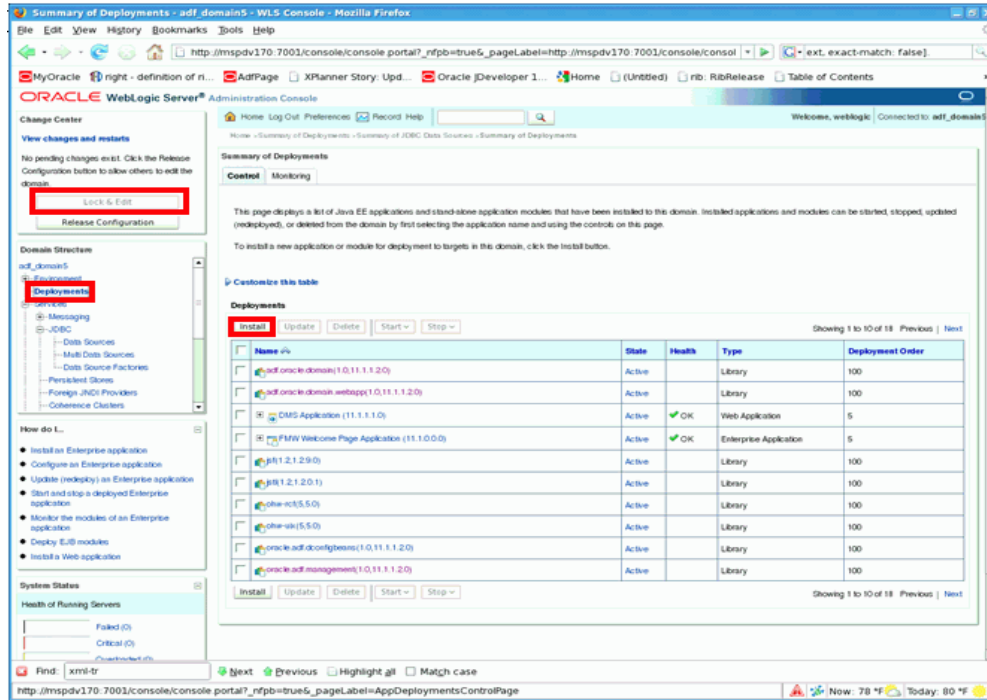 Summary of Deployments - adf_domain5 - WLS Console - Mozilla Firefox
File Edit View History Bookmarks Tools Help
http://mspdv170:7001/console/console.portal?_nfpb=true&_pageLabel=http://mspdv170:7001/console/consol
ext, exact-match: false].
MyOracle right - definition of ri... AdfPage XPlanner Story: Upd... Oracle JDeveloper 1... Home (Untitled) rib: RibRelease Table of Contents
ORACLE WebLogic Server® Administration Console
Change Center
View changes and restarts
No pending changes exist. Click the Release
Configuration button to allow others to edit the
domain.
Lock & Edit
Release Configuration
Domain Structure
adf_domain5
Environment
Deployments
Services
Messaging
JDBC
Data Sources
Multi Data Sources
Data Source Factories
Persistent Stores
Foreign JNDI Providers
Coherence Clusters
How do I...
Install an Enterprise application
Configure an Enterprise application
Update (redeploy) an Enterprise application
Start and stop a deployed Enterprise
application
Monitor the modules of an Enterprise
application
Deploy EJB modules
Install a Web application
System Status
Health of Running Servers
Failed (0)
Critical (0)
Overloaded (0)
Home Log Out Preferences Record Help
Welcome, weblogic Connected to: adf_domain5
Home >Summary of Deployments >Summary of JDBC Data Sources >Summary of Deployments
Summary of Deployments
Control Monitoring
This page displays a list of Java EE applications and stand-alone application modules that have been installed to this domain. Installed applications and modules can be started, stopped, updated
(redeployed), or deleted from the domain by first selecting the application name and using the controls on this page.
To install a new application or module for deployment to targets in this domain, click the Install button.
Customize this table
Deployments
Install Update Delete Start Stop Showing 1 to 10 of 18 Previous | Next
Name State Health Type Deployment Order
adf.oracle.domain(1.0,11.1.1.2.0) Active Library 100
adf.oracle.domain.webapp(1.0,11.1.1.2.0) Active Library 100
DMS Application (11.1.1.1.0) Active OK Web Application 5
FMW Welcome Page Application (11.1.0.0.0) Active OK Enterprise Application 5
jsf(1.2,1.2.9.0) Active Library 100
jstl(1.2,1.2.0.1) Active Library 100
ohw-rcf(5,5.0) Active Library 100
ohw-uix(5,5.0) Active Library 100
oracle.adf.dconfigbeans(1.0,11.1.1.2.0) Active Library 100
oracle.adf.management(1.0,11.1.1.2.0) Active Library 100
Install Update Delete Start Stop Showing 1 to 10 of 18 Previous | Next
Find: xml-tr Next Previous Highlight all Match case
http://mspdv170:7001/console/console.portal?_nfpb=true&_pageLabel=AppDeploymentsControlPage
Now: 78 °F Today: 80 °F